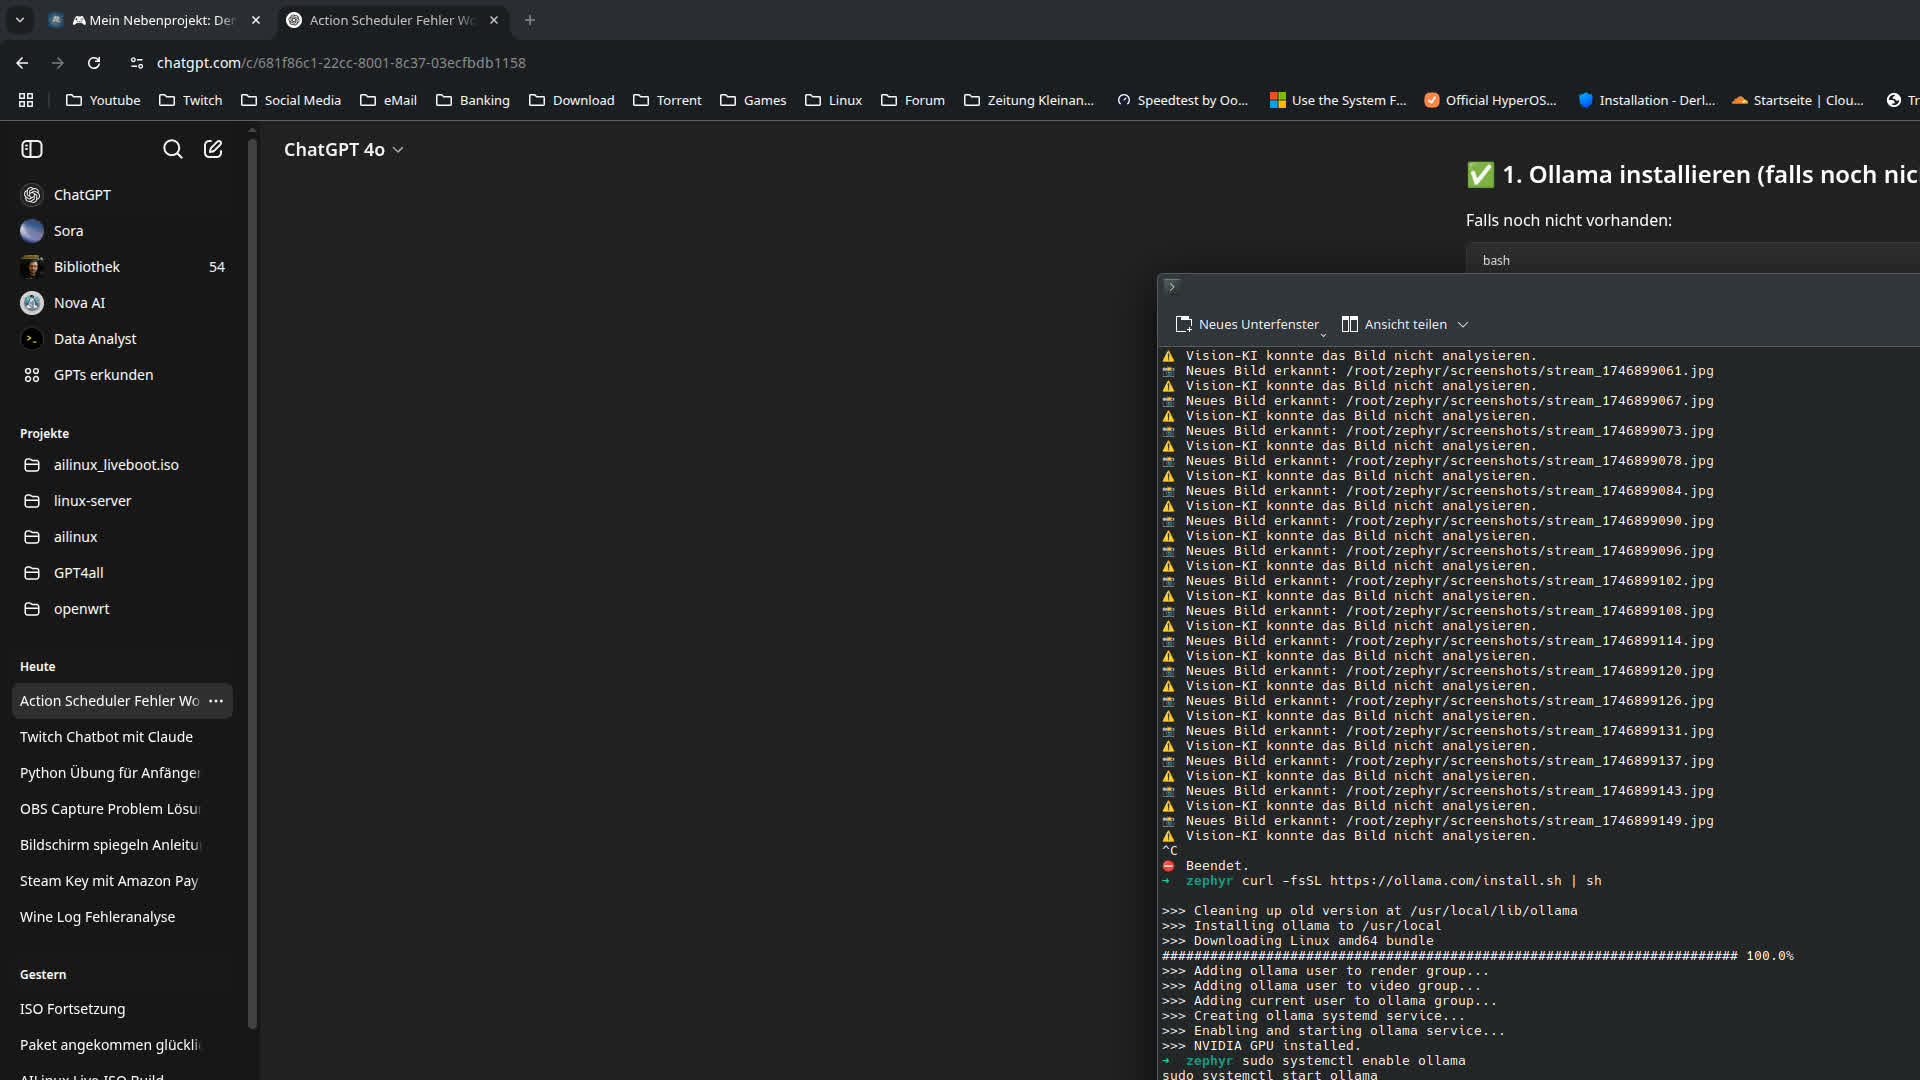 🎮 Mein Nebenprojekt: Der
Action Scheduler Fehler Wo
chatgpt.com/c/681f86c1-22cc-8001-8c37-03ecfbdb1158
Youtube Twitch Social Media eMail Banking Download Torrent Games Linux Forum Zeitung Kleinan... Speedtest by Oo... Use the System F... Official HyperOS... Installation - Derl... Startseite | Clou... Tr
ChatGPT 4o
ChatGPT
Sora
Bibliothek 54
Nova AI
Data Analyst
GPTs erkunden
Projekte
ailinux_liveboot.iso
linux-server
ailinux
GPT4all
openwrt
Heute
Action Scheduler Fehler Wo ...
Twitch Chatbot mit Claude
Python Übung für Anfänger
OBS Capture Problem Lösu
Bildschirm spiegeln Anleitu
Steam Key mit Amazon Pay
Wine Log Fehleranalyse
Gestern
ISO Fortsetzung
Paket angekommen glückli
AILinux Live ISO Build
✅ 1. Ollama installieren (falls noch nic
Falls noch nicht vorhanden:
bash
Neues Unterfenster Ansicht teilen
⚠️ Vision-KI konnte das Bild nicht analysieren.
📸 Neues Bild erkannt: /root/zephyr/screenshots/stream_1746899061.jpg
⚠️ Vision-KI konnte das Bild nicht analysieren.
📸 Neues Bild erkannt: /root/zephyr/screenshots/stream_1746899067.jpg
⚠️ Vision-KI konnte das Bild nicht analysieren.
📸 Neues Bild erkannt: /root/zephyr/screenshots/stream_1746899073.jpg
⚠️ Vision-KI konnte das Bild nicht analysieren.
📸 Neues Bild erkannt: /root/zephyr/screenshots/stream_1746899078.jpg
⚠️ Vision-KI konnte das Bild nicht analysieren.
📸 Neues Bild erkannt: /root/zephyr/screenshots/stream_1746899084.jpg
⚠️ Vision-KI konnte das Bild nicht analysieren.
📸 Neues Bild erkannt: /root/zephyr/screenshots/stream_1746899090.jpg
⚠️ Vision-KI konnte das Bild nicht analysieren.
📸 Neues Bild erkannt: /root/zephyr/screenshots/stream_1746899096.jpg
⚠️ Vision-KI konnte das Bild nicht analysieren.
📸 Neues Bild erkannt: /root/zephyr/screenshots/stream_1746899102.jpg
⚠️ Vision-KI konnte das Bild nicht analysieren.
📸 Neues Bild erkannt: /root/zephyr/screenshots/stream_1746899108.jpg
⚠️ Vision-KI konnte das Bild nicht analysieren.
📸 Neues Bild erkannt: /root/zephyr/screenshots/stream_1746899114.jpg
⚠️ Vision-KI konnte das Bild nicht analysieren.
📸 Neues Bild erkannt: /root/zephyr/screenshots/stream_1746899120.jpg
⚠️ Vision-KI konnte das Bild nicht analysieren.
📸 Neues Bild erkannt: /root/zephyr/screenshots/stream_1746899126.jpg
⚠️ Vision-KI konnte das Bild nicht analysieren.
📸 Neues Bild erkannt: /root/zephyr/screenshots/stream_1746899131.jpg
⚠️ Vision-KI konnte das Bild nicht analysieren.
📸 Neues Bild erkannt: /root/zephyr/screenshots/stream_1746899137.jpg
⚠️ Vision-KI konnte das Bild nicht analysieren.
📸 Neues Bild erkannt: /root/zephyr/screenshots/stream_1746899143.jpg
⚠️ Vision-KI konnte das Bild nicht analysieren.
📸 Neues Bild erkannt: /root/zephyr/screenshots/stream_1746899149.jpg
⚠️ Vision-KI konnte das Bild nicht analysieren.
^C
⛔ Beendet.
→ zephyr curl -fsSL https://ollama.com/install.sh | sh
>>> Cleaning up old version at /usr/local/lib/ollama
>>> Installing ollama to /usr/local
>>> Downloading Linux amd64 bundle
######################################################################## 100.0%
>>> Adding ollama user to render group...
>>> Adding ollama user to video group...
>>> Adding current user to ollama group...
>>> Creating ollama systemd service...
>>> Enabling and starting ollama service...
>>> NVIDIA GPU installed.
→ zephyr sudo systemctl enable ollama
sudo systemctl start ollama